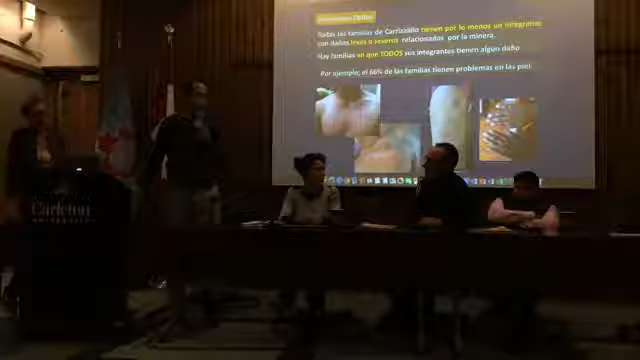 Todas las familias de Carrizalillo tienen por lo menos un integrante
con daños leves o severos relacionados por la minera.
Hay familias en que TODOS sus integrantes tienen algun daño
Por ejemplo; el 66% de las familias tienen problemas en las piel
Carleton
UNIVERSITY